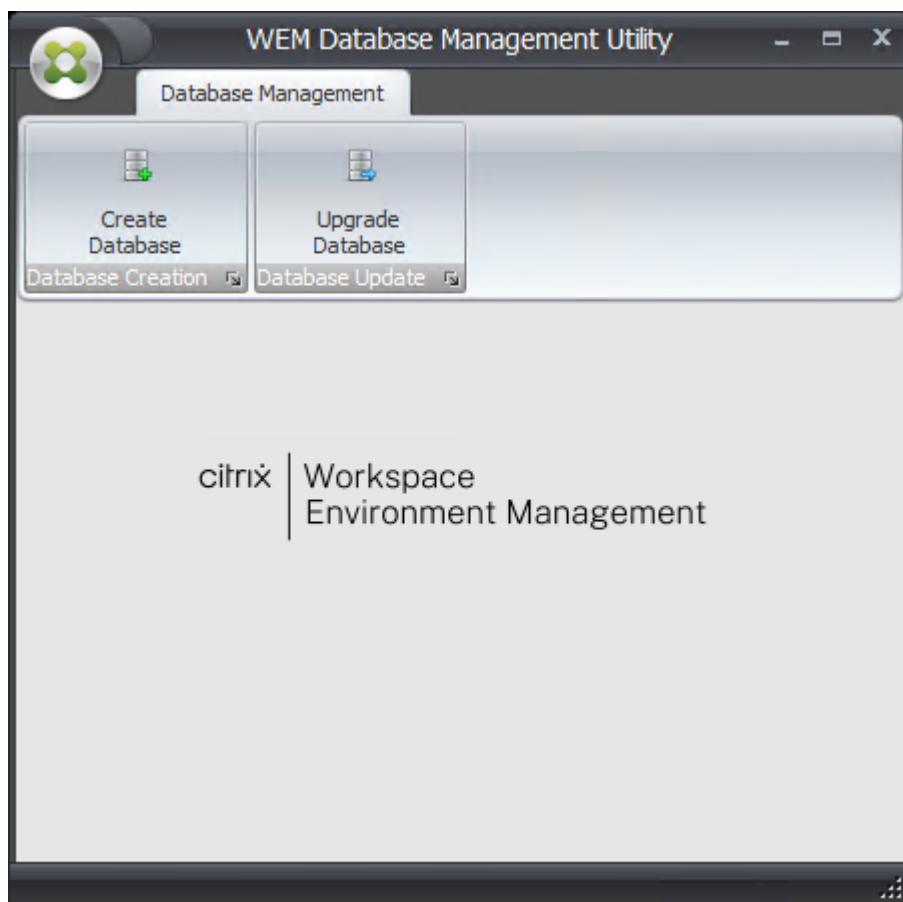 WEM Database Management Utility
Database Management
Create
Database
Upgrade
Database
Database Creation
Database Update
citrix
Workspace
Environment Management